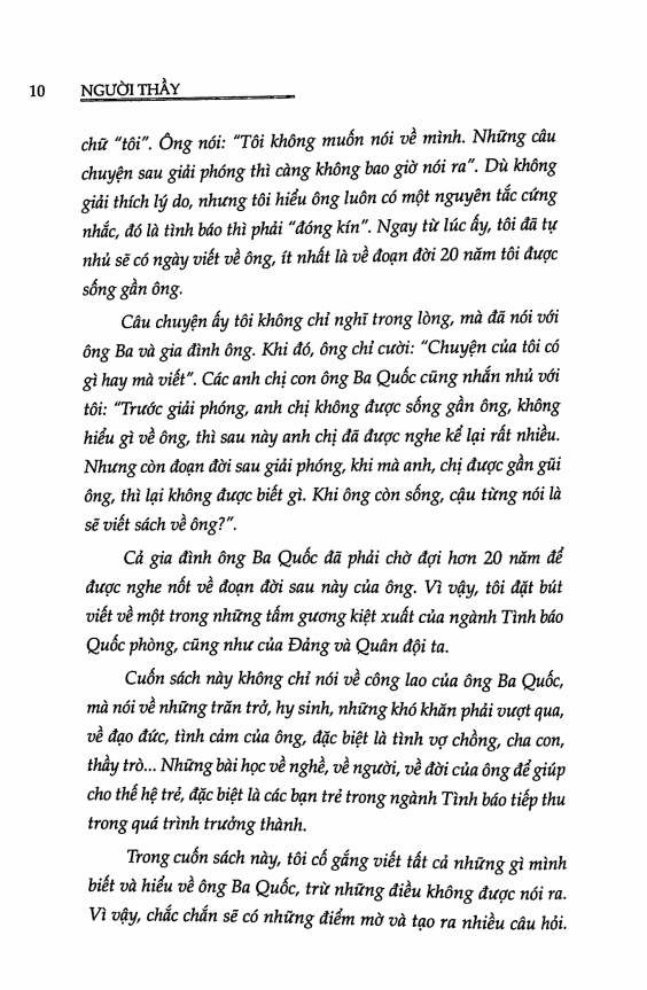 10 NGƯỜI THẦY
chữ “tôi”. Ông nói: “Tôi không muốn nói về mình. Những câu
chuyện sau giải phóng thì càng không bao giờ nói ra”. Dù không
giải thích lý do, nhưng tôi hiểu ông luôn có một nguyên tắc cứng
nhắc, đó là tình báo thì phải “đóng kín”. Ngay từ lúc ấy, tôi đã tự
nhủ sẽ có ngày viết về ông, ít nhất là về đoạn đời 20 năm tôi được
sống gần ông.
Câu chuyện ấy tôi không chỉ nghĩ trong lòng, mà đã nói với
ông Ba và gia đình ông. Khi đó, ông chỉ cười: “Chuyện của tôi có
gì hay mà viết”. Các anh chị con ông Ba Quốc cũng nhắn nhủ với
tôi: “Trước giải phóng, anh chị không được sống gần ông, không
hiểu gì về ông, thì sau này anh chị đã được nghe kể lại rất nhiều.
Nhưng còn đoạn đời sau giải phóng, khi mà anh, chị được gần gũi
ông, thì lại không được biết gì. Khi ông còn sống, cậu từng nói là
sẽ viết sách về ông?”.
Cả gia đình ông Ba Quốc đã phải chờ đợi hơn 20 năm để
được nghe nốt về đoạn đời sau này của ông. Vì vậy, tôi đặt bút
viết về một trong những tấm gương kiệt xuất của ngành Tình báo
Quốc phòng, cũng như của Đảng và Quân đội ta.
Cuốn sách này không chỉ nói về công lao của ông Ba Quốc,
mà nói về những trăn trở, hy sinh, những khó khăn phải vượt qua,
về đạo đức, tình cảm của ông, đặc biệt là tình vợ chồng, cha con,
thầy trò... Những bài học về nghề, về người, về đời của ông để giúp
cho thế hệ trẻ, đặc biệt là các bạn trẻ trong ngành Tình báo tiếp thu
trong quá trình trưởng thành.
Trong cuốn sách này, tôi cố gắng viết tất cả những gì mình
biết và hiểu về ông Ba Quốc, trừ những điều không được nói ra.
Vì vậy, chắc chắn sẽ có những điểm mờ và tạo ra nhiều câu hỏi.